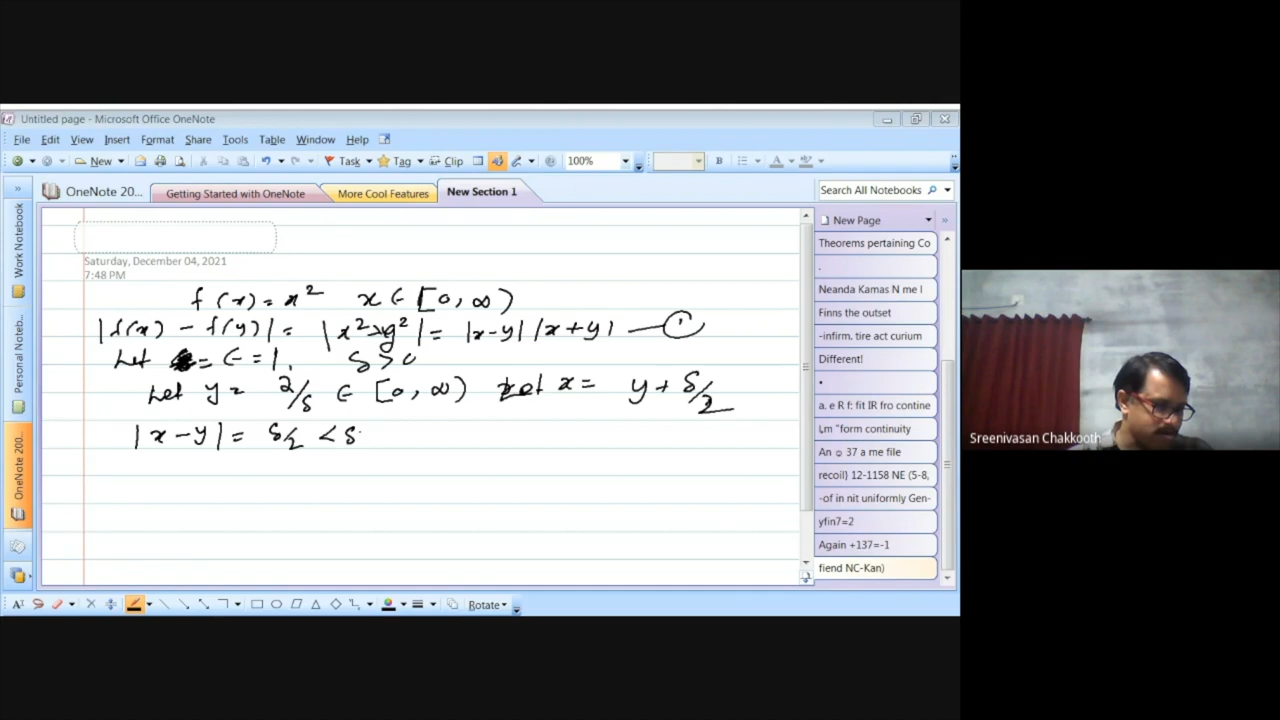 Untitled page - Microsoft Office OneNote
File Edit View Insert Format Share Tools Table Window Help
New Task Tag Clip 100% B A
OneNote 20... Getting Started with OneNote More Cool Features New Section 1 Search All Notebooks
Work Notebook
Personal Noteb...
OneNote 200
Saturday, December 04, 2021
7:48 PM
f(x) = x² x ∈ [0, ∞)
|f(x) - f(y)| = |x² - y²| = |x-y| |x+y| — ①
Let ∈ = 1, δ > 0
Let y = 2/δ ∈ [0, ∞) Let x = y + δ/2
|x - y| = δ/2 < δ
New Page
Theorems pertaining Co
.
Neanda Kamas N me l
Finns the outset
-infirm. tire act curium
Different!
•
a. e R f: fit IR fro contine
I,m "form continuity
An ☺ 37 a me file
recoil) 12-1158 NE (5-8,
-of in nit uniformly Gen-
yfin7=2
Again +137=-1
fiend NC-Kan)
Rotate
Sreenivasan Chakkooth